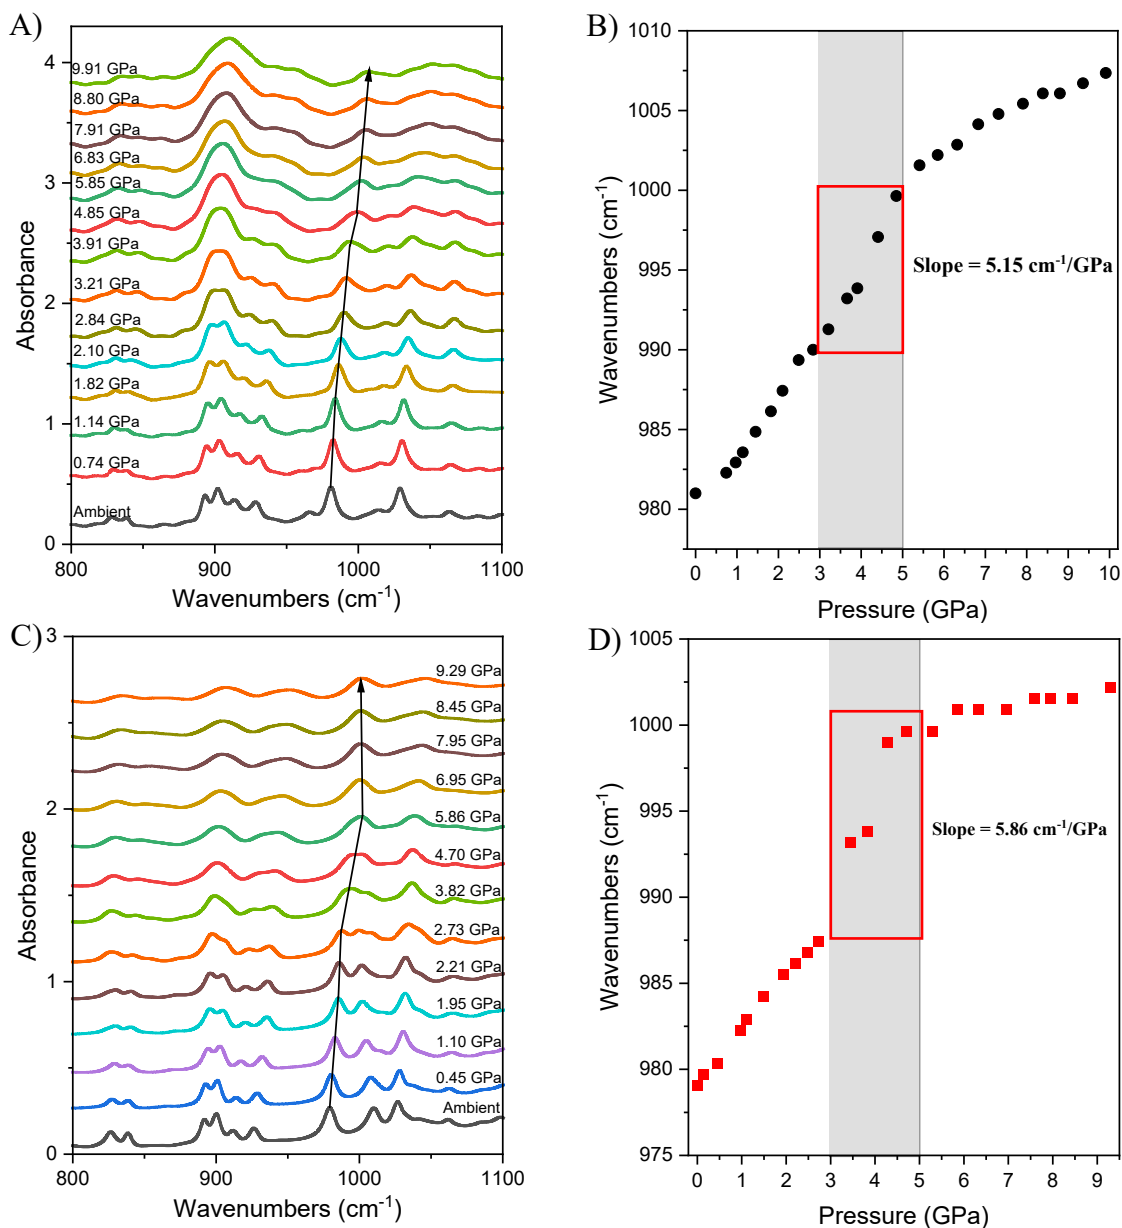 A)
4
3
2
1
0
Absorbance
9.91 GPa
8.80 GPa
7.91 GPa
6.83 GPa
5.85 GPa
4.85 GPa
3.91 GPa
3.21 GPa
2.84 GPa
2.10 GPa
1.82 GPa
1.14 GPa
0.74 GPa
Ambient
800 900 1000 1100
Wavenumbers (cm⁻¹)
B)
1010
1005
1000
995
990
985
980
Wavenumbers (cm⁻¹)
Slope = 5.15 cm⁻¹/GPa
0 1 2 3 4 5 6 7 8 9 10
Pressure (GPa)
C)
3
2
1
0
Absorbance
9.29 GPa
8.45 GPa
7.95 GPa
6.95 GPa
5.86 GPa
4.70 GPa
3.82 GPa
2.73 GPa
2.21 GPa
1.95 GPa
1.10 GPa
0.45 GPa
Ambient
800 900 1000 1100
Wavenumbers (cm⁻¹)
D)
1005
1000
995
990
985
980
975
Wavenumbers (cm⁻¹)
Slope = 5.86 cm⁻¹/GPa
0 1 2 3 4 5 6 7 8 9
Pressure (GPa)